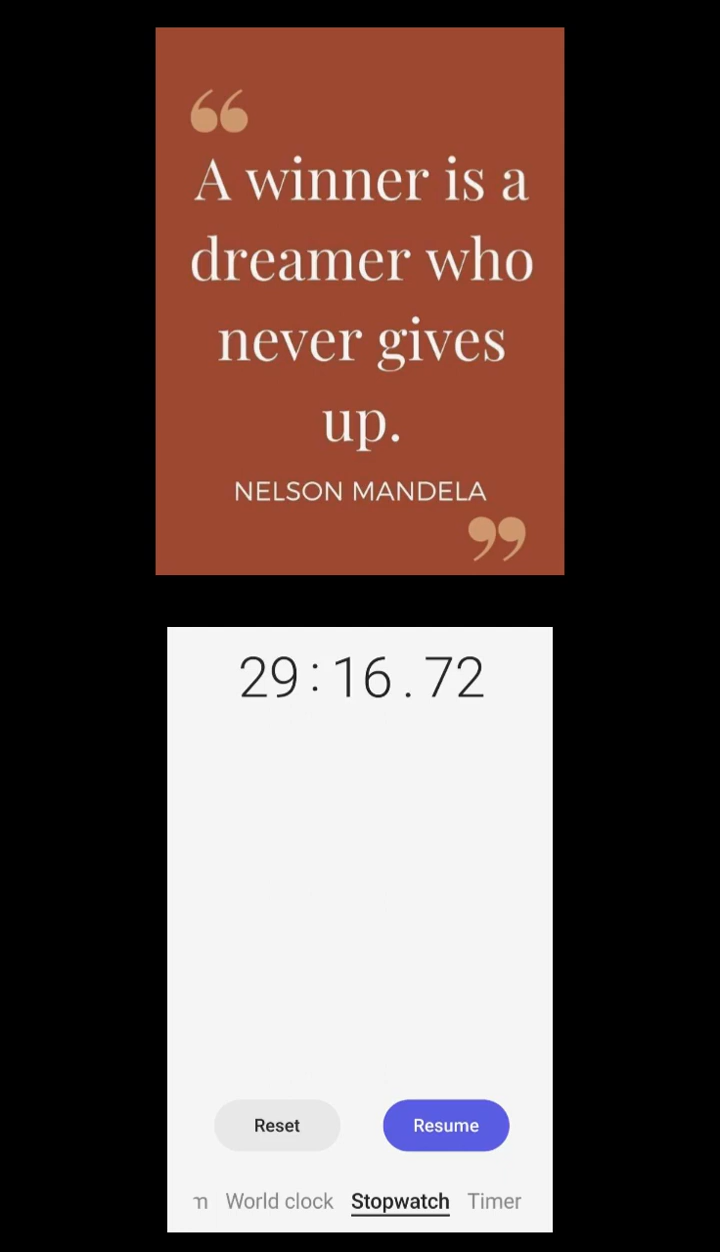 “
A winner is a
dreamer who
never gives
up.
NELSON MANDELA
”
29:16.72
Reset Resume
m World clock Stopwatch Timer